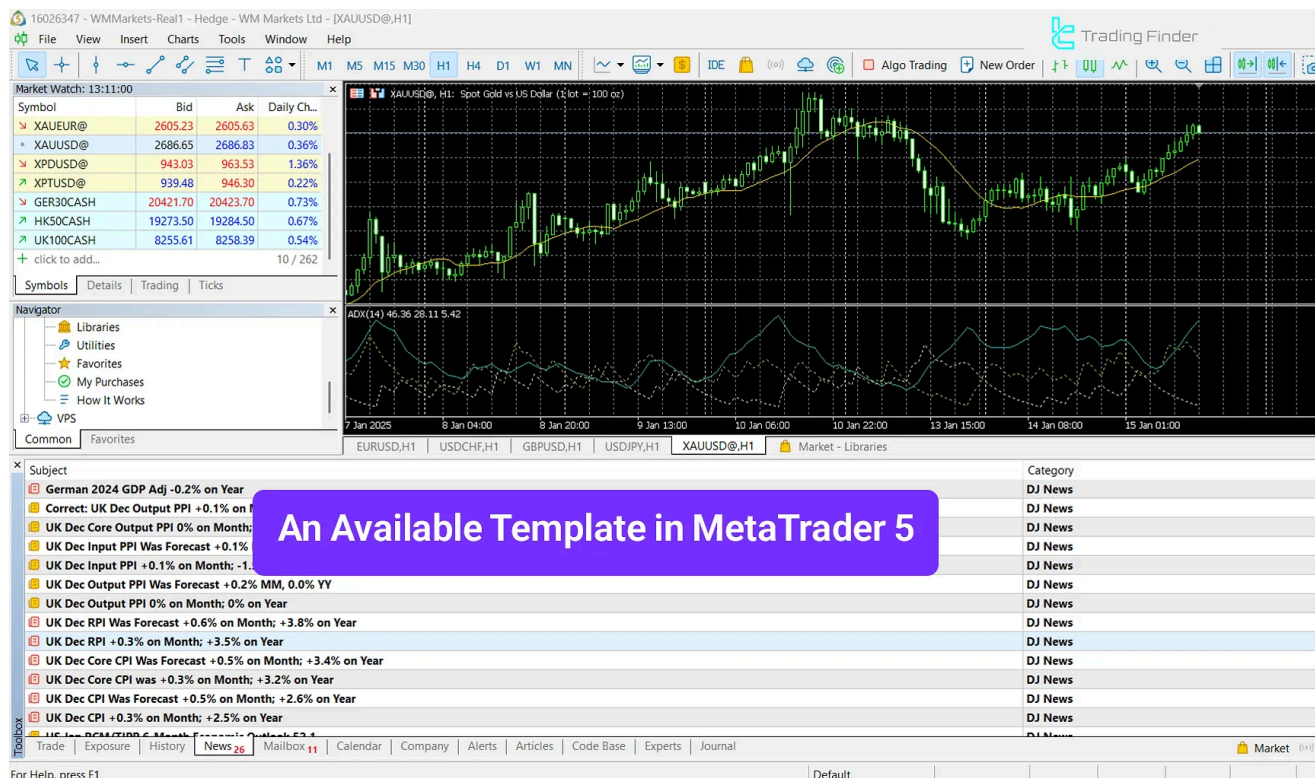 16026347 - WMMarkets-Real1 - Hedge - WM Markets Ltd - [XAUUSD@,H1]
File View Insert Charts Tools Window Help
Trading Finder
M1 M5 M15 M30 H1 H4 D1 W1 MN IDE Algo Trading New Order
Market Watch: 13:11:00
Symbol Bid Ask Daily Ch...
XAUEUR@ 2605.23 2605.63 0.30%
XAUUSD@ 2686.65 2686.83 0.36%
XPDUSD@ 943.03 963.53 1.36%
XPTUSD@ 939.48 946.30 0.22%
GER30CASH 20421.70 20423.70 0.73%
HK50CASH 19273.50 19284.50 0.67%
UK100CASH 8255.61 8258.39 0.54%
click to add... 10 / 262
Symbols Details Trading Ticks
Navigator
Libraries
Utilities
Favorites
My Purchases
How It Works
VPS
Common Favorites
XAUUSD@, H1: Spot Gold vs US Dollar (1 lot = 100 oz)
ADX(14) 46.36 28.11 5.42
7 Jan 2025 8 Jan 04:00 8 Jan 20:00 9 Jan 13:00 10 Jan 06:00 10 Jan 22:00 13 Jan 15:00 14 Jan 08:00 15 Jan 01:00
EURUSD,H1 USDCHF,H1 GBPUSD,H1 USDJPY,H1 XAUUSD@,H1 Market - Libraries
Subject Category
German 2024 GDP Adj -0.2% on Year DJ News
Correct: UK Dec Output PPI +0.1% on DJ News
UK Dec Core Output PPI 0% on Month; DJ News
An Available Template in MetaTrader 5
UK Dec Input PPI Was Forecast +0.1% DJ News
UK Dec Input PPI +0.1% on Month; -1. DJ News
UK Dec Output PPI Was Forecast +0.2% MM, 0.0% YY DJ News
UK Dec Output PPI 0% on Month; 0% on Year DJ News
UK Dec RPI Was Forecast +0.6% on Month; +3.8% on Year DJ News
UK Dec RPI +0.3% on Month; +3.5% on Year DJ News
UK Dec Core CPI Was Forecast +0.5% on Month; +3.4% on Year DJ News
UK Dec Core CPI was +0.3% on Month; +3.2% on Year DJ News
UK Dec CPI Was Forecast +0.5% on Month; +2.6% on Year DJ News
UK Dec CPI +0.3% on Month; +2.5% on Year DJ News
Toolbox
Trade Exposure History News 26 Mailbox 11 Calendar Company Alerts Articles Code Base Experts Journal Market
For Help, press F1 Default